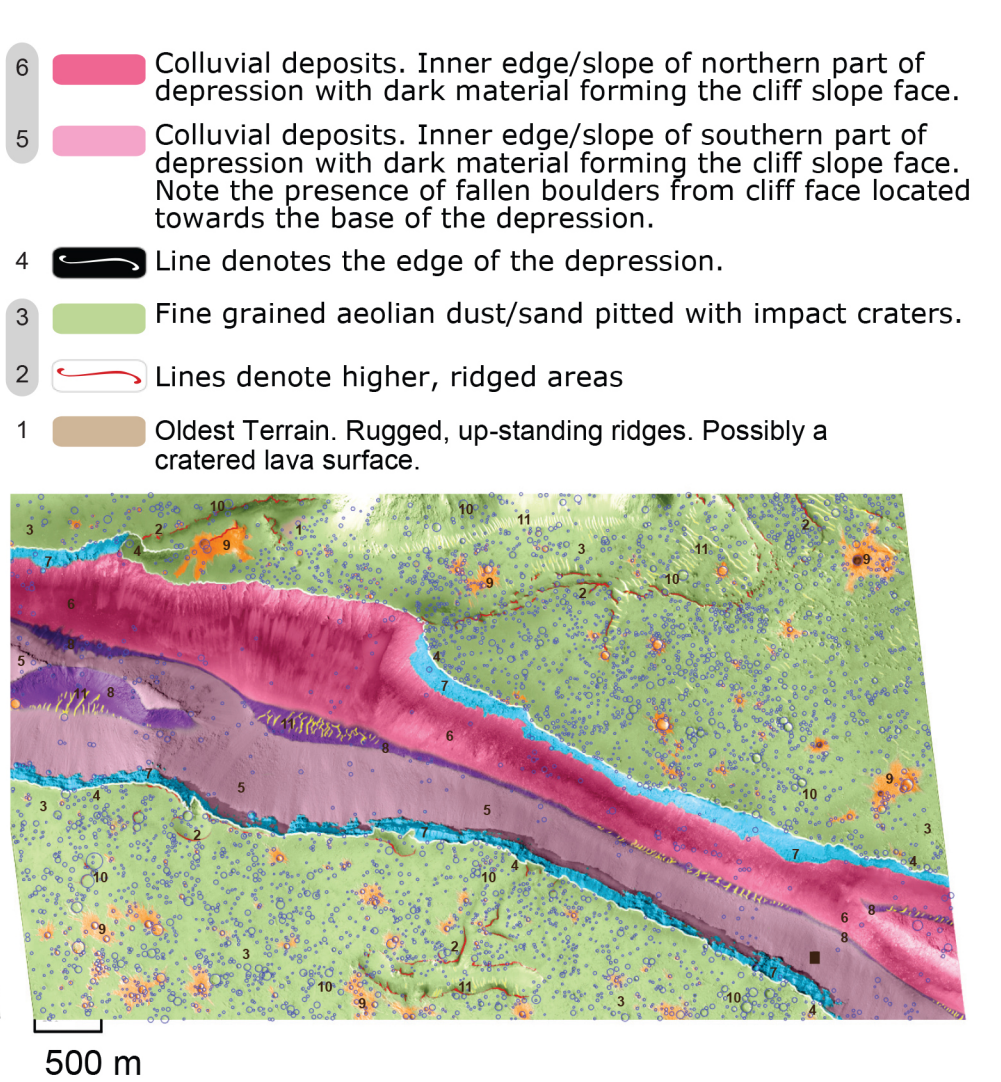 6 Colluvial deposits. Inner edge/slope of northern part of
depression with dark material forming the cliff slope face.
5 Colluvial deposits. Inner edge/slope of southern part of
depression with dark material forming the cliff slope face.
Note the presence of fallen boulders from cliff face located
towards the base of the depression.
4 Line denotes the edge of the depression.
3 Fine grained aeolian dust/sand pitted with impact craters.
2 Lines denote higher, ridged areas
1 Oldest Terrain. Rugged, up-standing ridges. Possibly a
cratered lava surface.
10 10
3 2 1 11 2
9 4 3 11
7 9 9
10
2
6
8 4
5
7
11 8
11 6
8
7
5 9
3 4 10
5
2 7 3
7
4 4
10 10
6 8
9 8
2
3
7
10 11 10
9 3 4
500 m